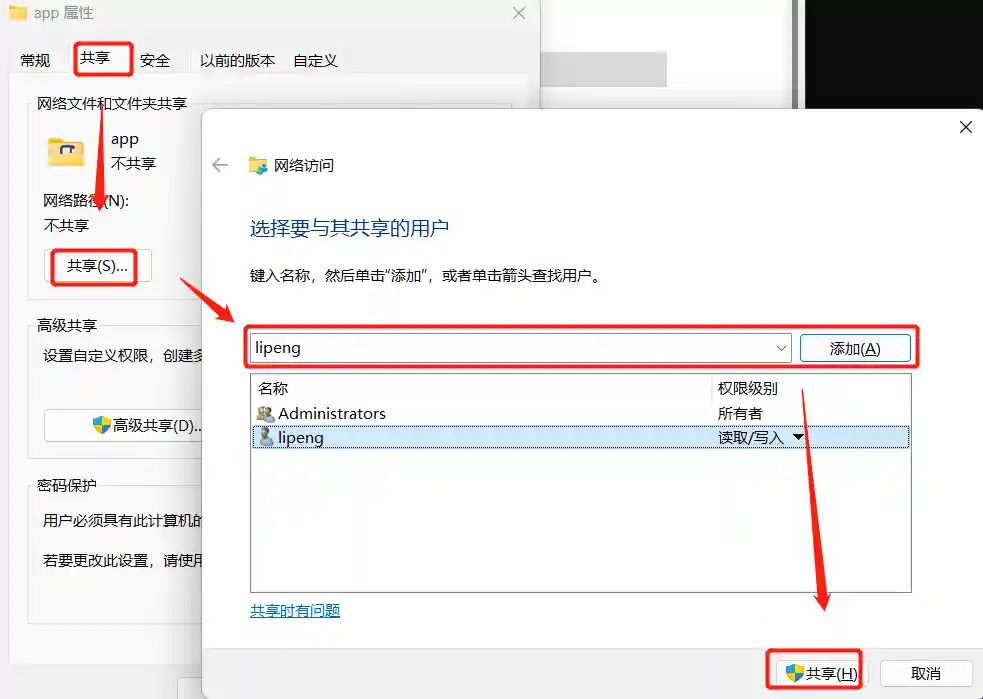 app 属性
常规 共享 安全 以前的版本 自定义
网络文件和文件夹共享
app
不共享
网络路径(N):
不共享
共享(S)...
高级共享
设置自定义权限，创建多
高级共享(D)..
密码保护
用户必须具有此计算机的
若要更改此设置，请使用
网络访问
选择要与其共享的用户
键入名称，然后单击“添加”，或者单击箭头查找用户。
lipeng 添加(A)
名称 权限级别
Administrators 所有者
lipeng 读取/写入
共享时有问题
共享(H) 取消